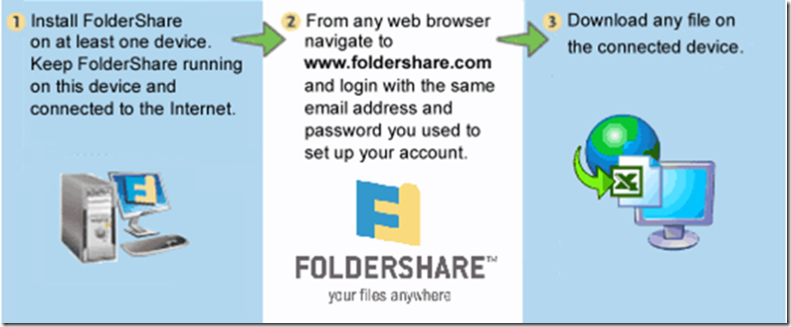 1 Install FolderShare
on at least one device.
Keep FolderShare running
on this device and
connected to the Internet.
2 From any web browser
navigate to
www.foldershare.com
and login with the same
email address and
password you used to
set up your account.
FOLDERSHARE™
your files anywhere
3 Download any file on
the connected device.